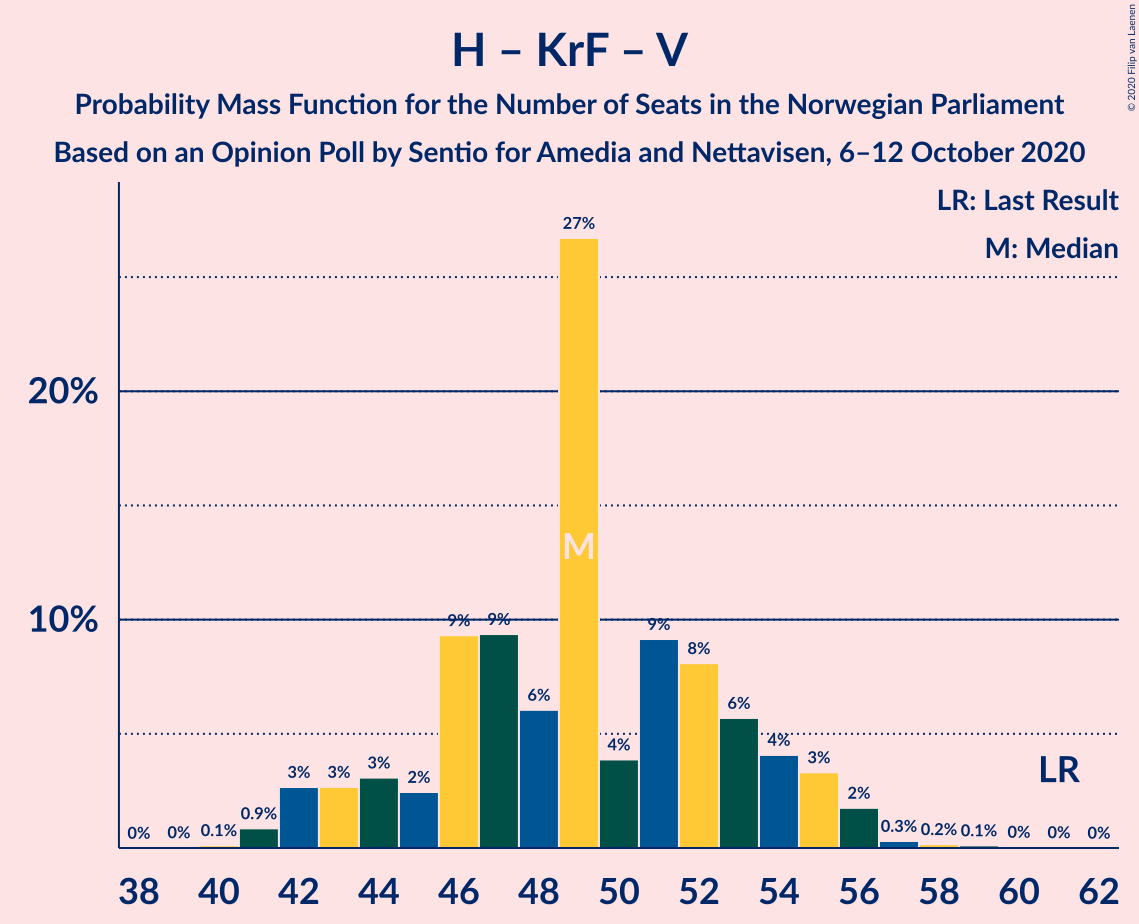 H – KrF – V
Probability Mass Function for the Number of Seats in the Norwegian Parliament
Based on an Opinion Poll by Sentio for Amedia and Nettavisen, 6–12 October 2020
© 2020 Filip van Laenen
LR: Last Result
M: Median
20%
10%
0% 0% 0.1% 0.9% 3% 3% 3% 2% 9% 9% 6% 27% 4% 9% 8% 6% 4% 3% 2% 0.3% 0.2% 0.1% 0% 0% 0%
M
LR
38 40 42 44 46 48 50 52 54 56 58 60 62